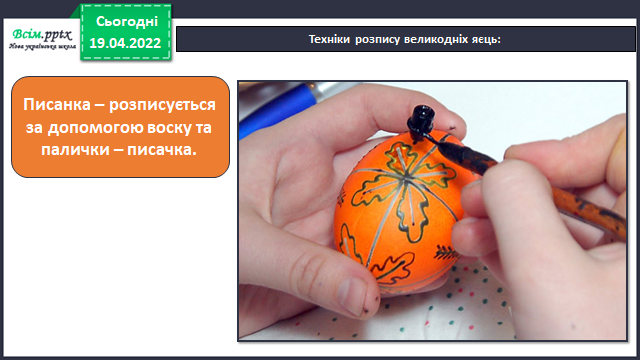 Всім.pptx
Нова українська школа
Сьогодні
19.04.2022
Техніки розпису великодніх яєць:
Писанка – розписується
за допомогою воску та
палички – писачка.